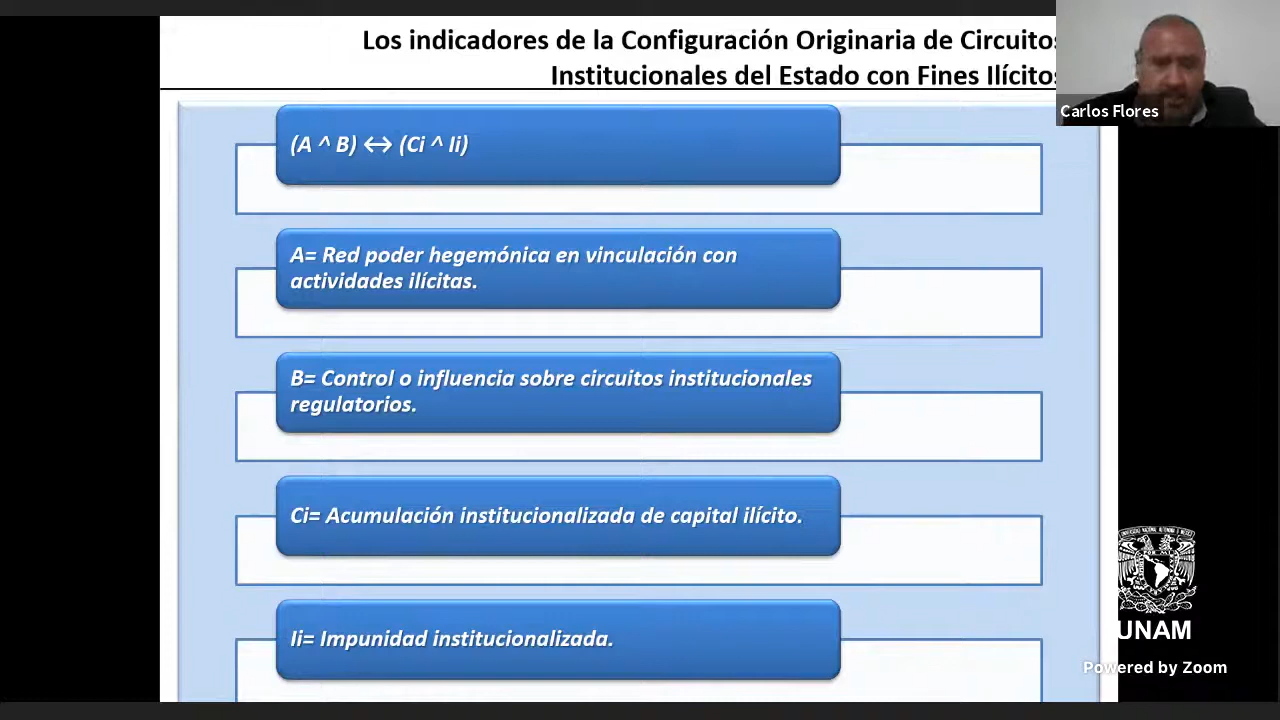 Los indicadores de la Configuración Originaria de Circuitos
Institucionales del Estado con Fines Ilícitos
Carlos Flores
(A ^ B) ↔ (Ci ^ Ii)
A= Red poder hegemónica en vinculación con
actividades ilícitas.
B= Control o influencia sobre circuitos institucionales
regulatorios.
Ci= Acumulación institucionalizada de capital ilícito.
Ii= Impunidad institucionalizada.
UNAM
Powered by Zoom